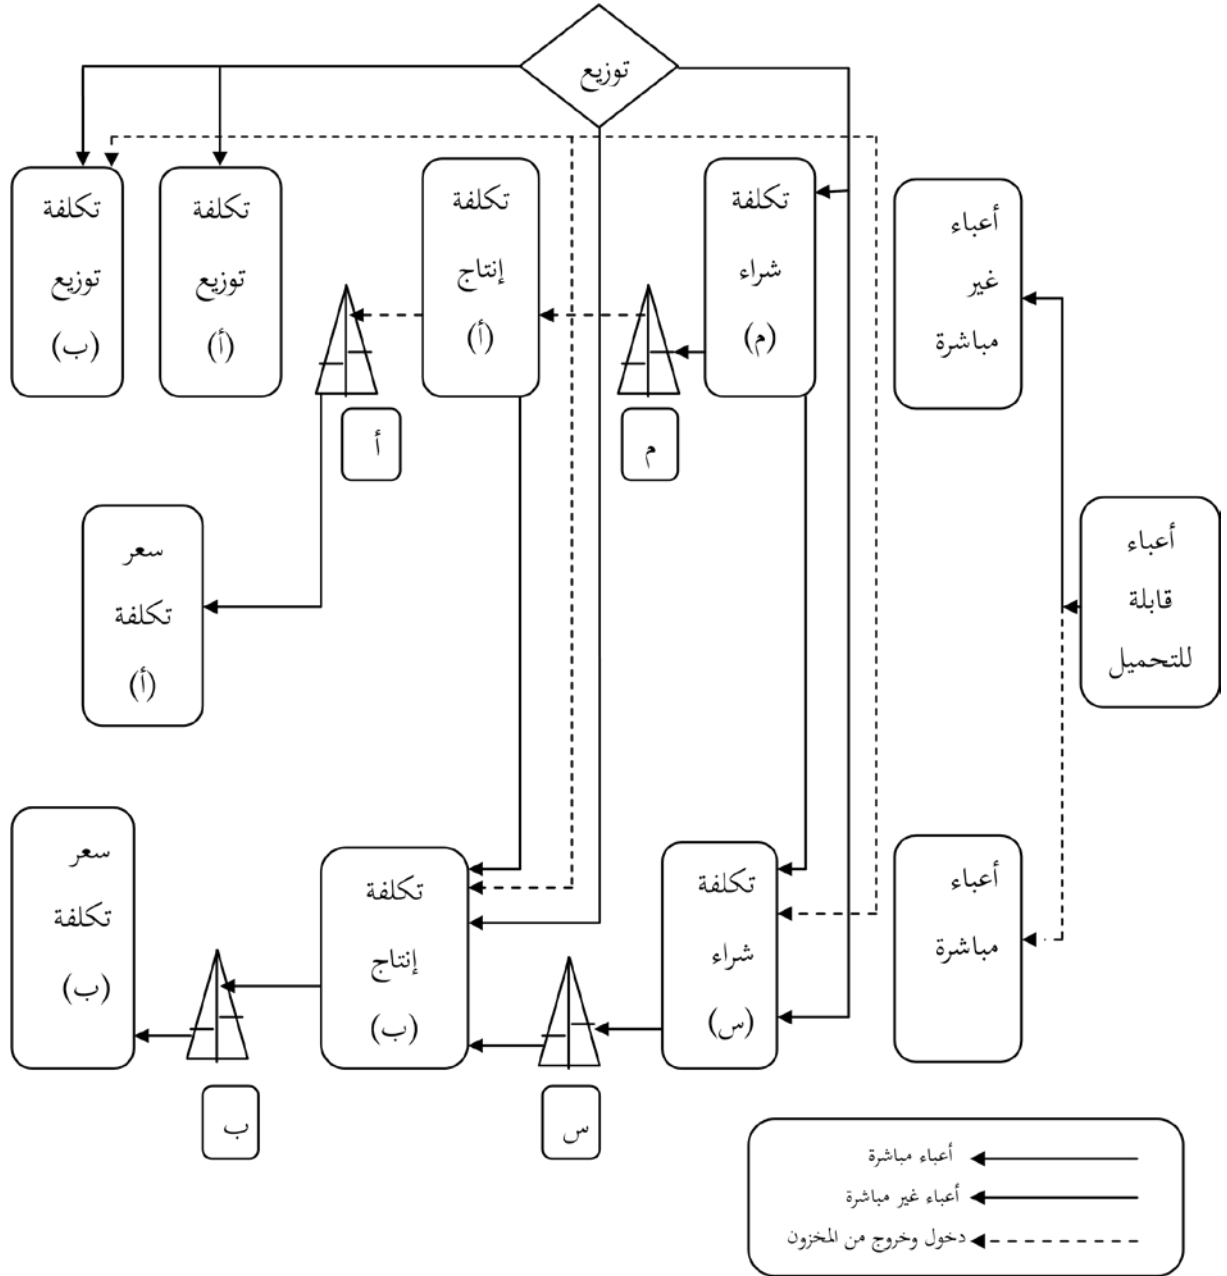 توزيع
أعباء
غير
مباشرة
تكلفة
شراء
(م)
تكلفة
إنتاج
(أ)
تكلفة
توزيع
(أ)
تكلفة
توزيع
(ب)
م
أ
أعباء
قابلة
للتحميل
سعر
تكلفة
(أ)
أعباء
مباشرة
تكلفة
شراء
(س)
تكلفة
إنتاج
(ب)
سعر
تكلفة
(ب)
س
ب
أعباء مباشرة
أعباء غير مباشرة
دخول وخروج من المخزون